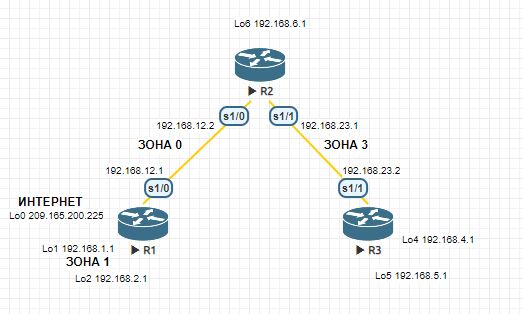 Lo6 192.168.6.1
R2
s1/0
s1/1
192.168.12.2
192.168.23.1
ЗОНА 0
ЗОНА 3
192.168.12.1
192.168.23.2
s1/0
s1/1
ИНТЕРНЕТ
Lo0 209.165.200.225
Lo1 192.168.1.1
R1
R3
Lo4 192.168.4.1
ЗОНА 1
Lo2 192.168.2.1
Lo5 192.168.5.1